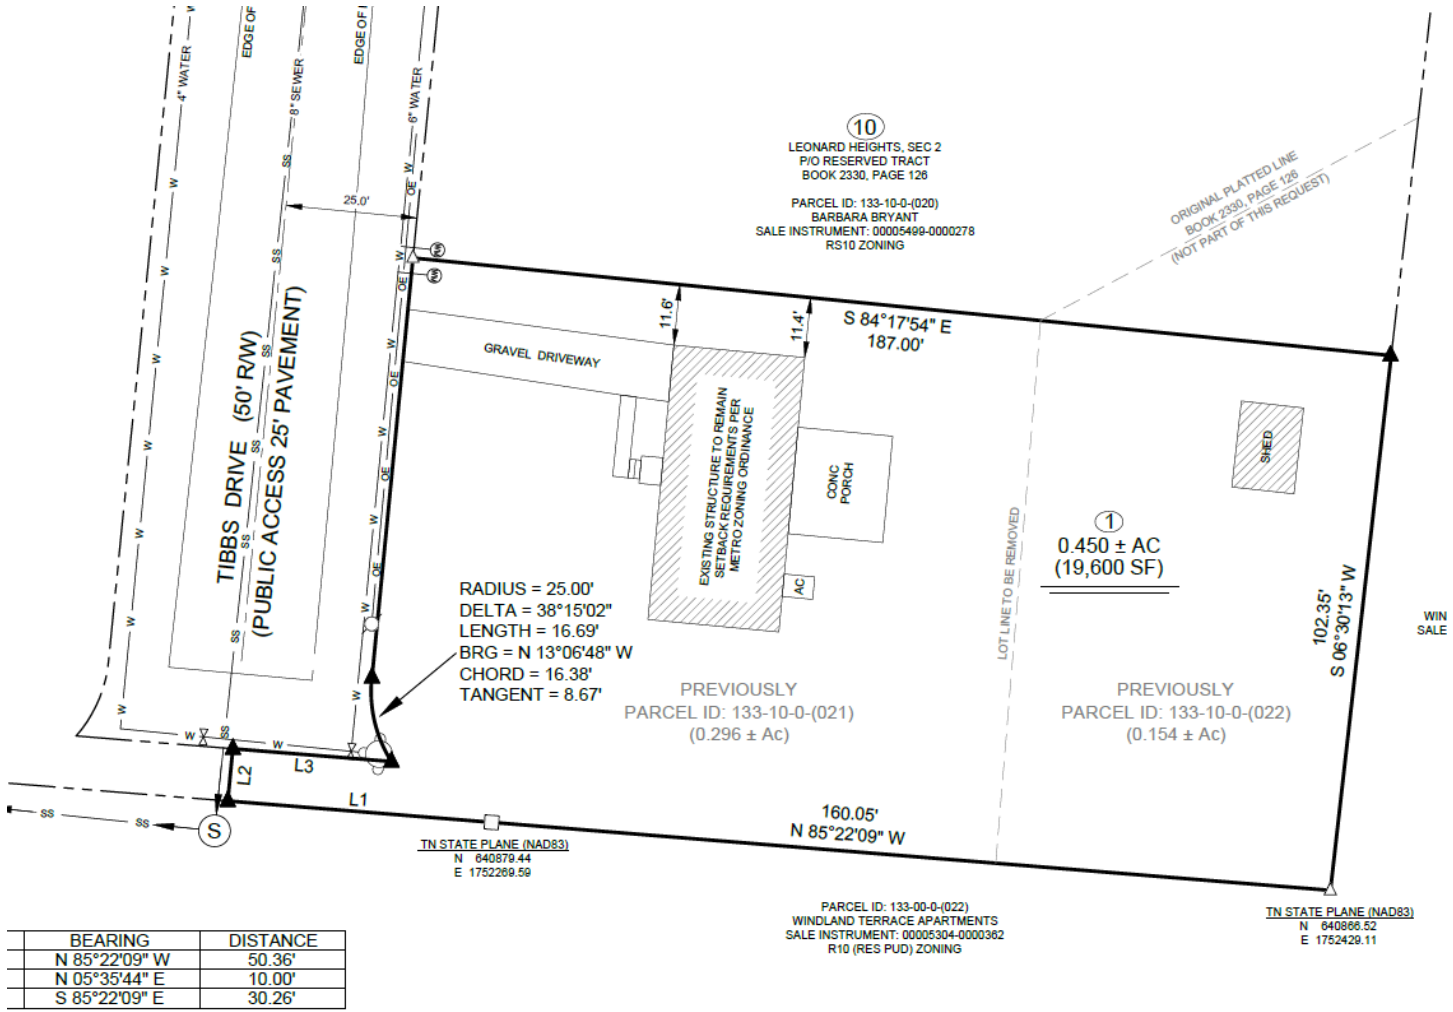 EDGE OF
EDGE OF
4" WATER
8" SEWER
6" WATER
W
SS
OE
25.0'
TIBBS DRIVE (50' R/W)
(PUBLIC ACCESS 25' PAVEMENT)
10
LEONARD HEIGHTS, SEC 2
P/O RESERVED TRACT
BOOK 2330, PAGE 126
PARCEL ID: 133-10-0-(020)
BARBARA BRYANT
SALE INSTRUMENT: 00005499-0000278
RS10 ZONING
ORIGINAL PLATTED LINE
BOOK 2330, PAGE 126
(NOT PART OF THIS REQUEST)
11.6'
11.4'
S 84°17'54" E
187.00'
GRAVEL DRIVEWAY
EXISTING STRUCTURE TO REMAIN
SETBACK REQUIREMENTS PER
METRO ZONING ORDINANCE
CONC
PORCH
AC
SHED
LOT LINE TO BE REMOVED
1
0.450 ± AC
(19,600 SF)
102.35'
S 06°30'13" W
WIN
SALE
RADIUS = 25.00'
DELTA = 38°15'02"
LENGTH = 16.69'
BRG = N 13°06'48" W
CHORD = 16.38'
TANGENT = 8.67'
PREVIOUSLY
PARCEL ID: 133-10-0-(021)
(0.296 ± Ac)
PREVIOUSLY
PARCEL ID: 133-10-0-(022)
(0.154 ± Ac)
L2
L3
L1
S
SS
SS
160.05'
N 85°22'09" W
TN STATE PLANE (NAD83)
N 640879.44
E 1752269.59
PARCEL ID: 133-00-0-(022)
WINDLAND TERRACE APARTMENTS
SALE INSTRUMENT: 00005304-0000362
R10 (RES PUD) ZONING
TN STATE PLANE (NAD83)
N 640866.52
E 1752429.11
BEARING DISTANCE
N 85°22'09" W 50.36'
N 05°35'44" E 10.00'
S 85°22'09" E 30.26'